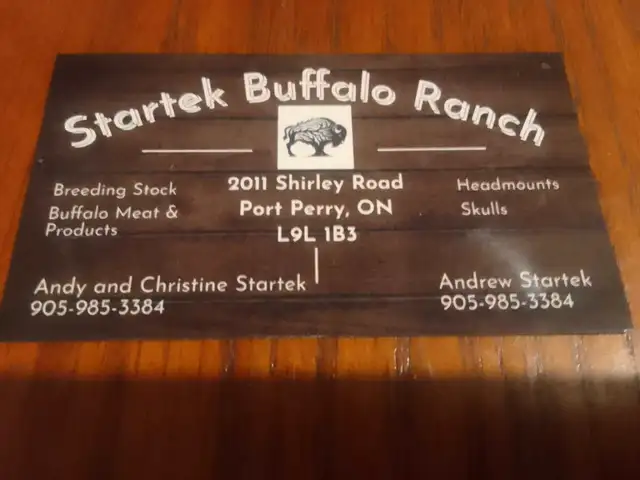 Startek Buffalo Ranch
Breeding Stock
Buffalo Meat &
Products
2011 Shirley Road
Port Perry, ON
L9L 1B3
Headmounts
Skulls
Andy and Christine Startek
905-985-3384
Andrew Startek
905-985-3384